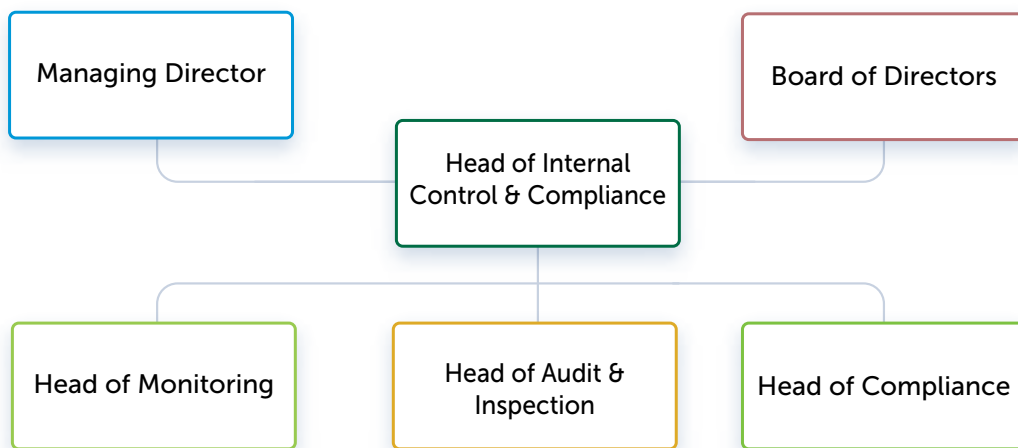 Managing Director
Board of Directors
Head of Internal
Control & Compliance
Head of Monitoring
Head of Audit &
Inspection
Head of Compliance